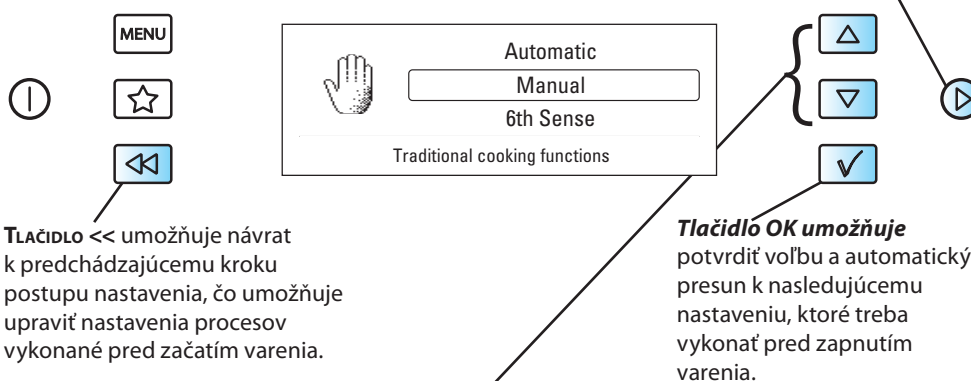 MENU
Automatic
Manual
6th Sense
Traditional cooking functions
Tlačidlo << umožňuje návrat
k predchádzajúcemu kroku
postupu nastavenia, čo umožňuje
upraviť nastavenia procesov
vykonané pred začatím varenia.
Tlačidlo OK umožňuje
potvrdiť voľbu a automatický
presun k nasledujúcemu
nastaveniu, ktoré treba
vykonať pred zapnutím
varenia.